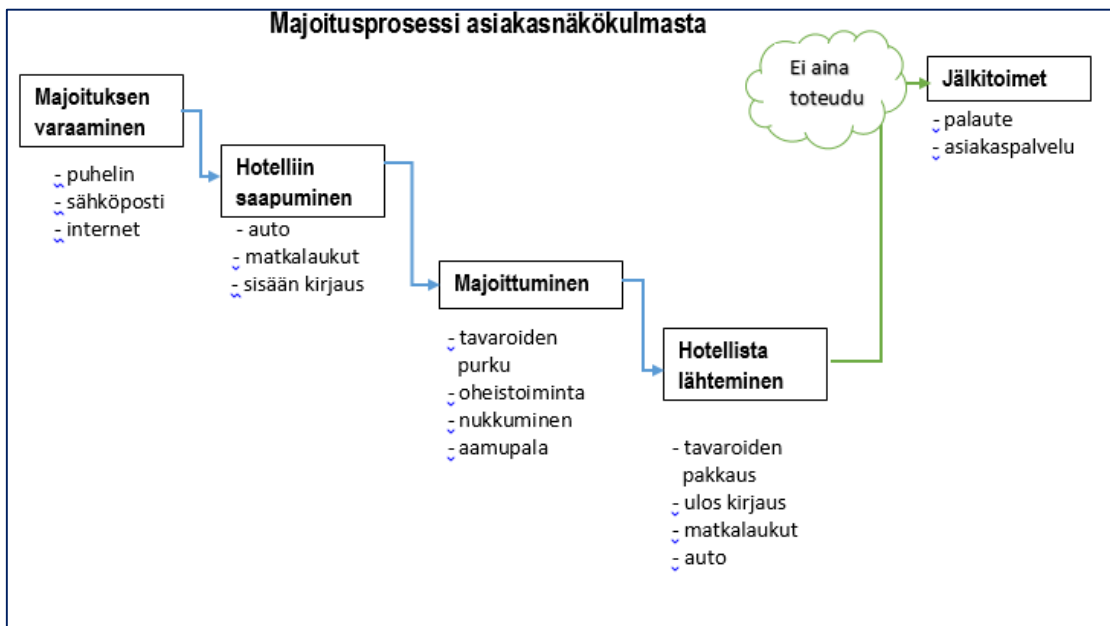 Majoitusprosessi asiakasnäkökulmasta
Majoituksen
varaaminen
- puhelin
- sähköposti
- internet
Hotelliin
saapuminen
- auto
- matkalaukut
- sisään kirjaus
Majoittuminen
- tavaroiden
purku
- oheistoiminta
- nukkuminen
- aamupala
Hotellista
lähteminen
- tavaroiden
pakkaus
- ulos kirjaus
- matkalaukut
- auto
Ei aina
toteudu
Jälkitoimet
- palaute
- asiakaspalvelu